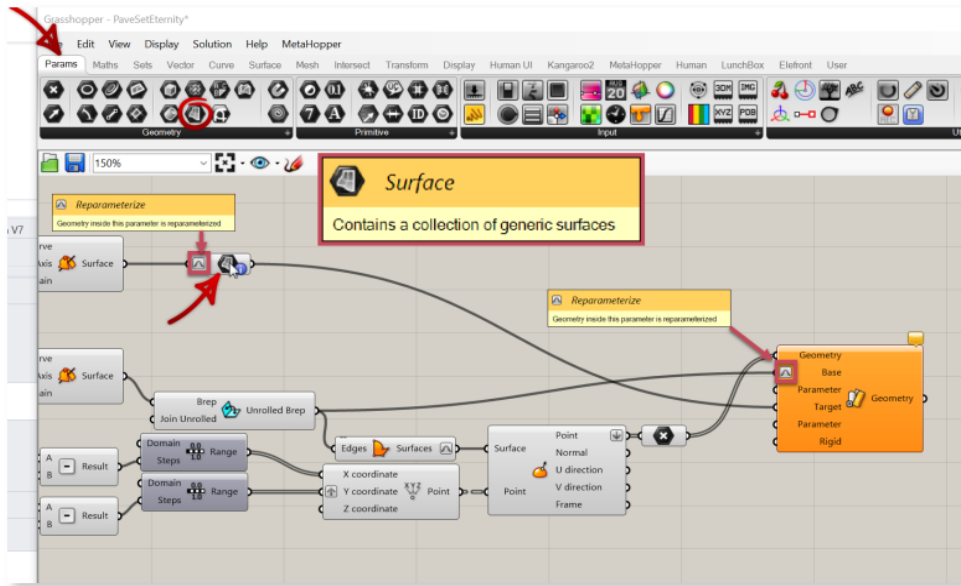 Grasshopper - PaveSetEternity*
Edit View Display Solution Help MetaHopper
Params Maths Sets Vector Curve Surface Mesh Intersect Transform Display Human UI Kangaroo2 MetaHopper Human LunchBox Elefront User
Geometry + Primitive + Input +
150%
Surface
Contains a collection of generic surfaces
Reparameterize
Geometry inside this parameter is reparameterized
V7
rve
Axis Surface
ain
Reparameterize
Geometry inside this parameter is reparameterized
Geometry
Base
Parameter
Target Geometry
Parameter
Rigid
rve
Axis Surface
ain
Brep
Join Unrolled Unrolled Brep
Edges Surfaces
Domain
Steps Range
A
B Result
Domain
Steps Range
A
B Result
X coordinate
Y coordinate XYZ Point
Z coordinate
Surface
Point
Point
Normal
U direction
V direction
Frame